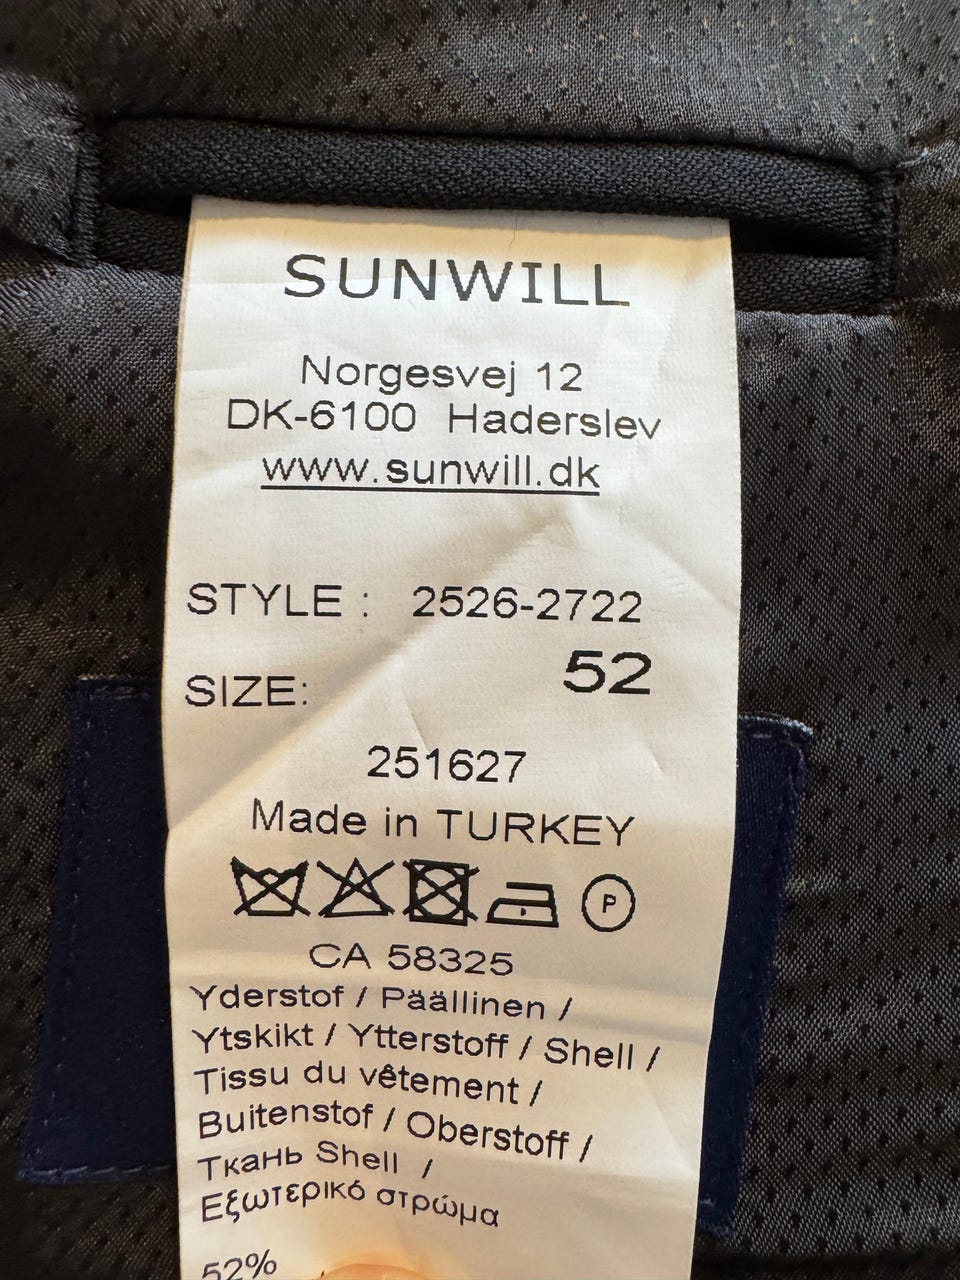 SUNWILL
Norgesvej 12
DK-6100 Haderslev
www.sunwill.dk
STYLE : 2526-2722
SIZE: 52
251627
Made in TURKEY
P
CA 58325
Yderstof / Päällinen /
Ytskikt / Ytterstoff / Shell /
Tissu du vêtement /
Buitenstof / Oberstoff /
Ткань Shell /
Εξωτερικό στρώμα
52%